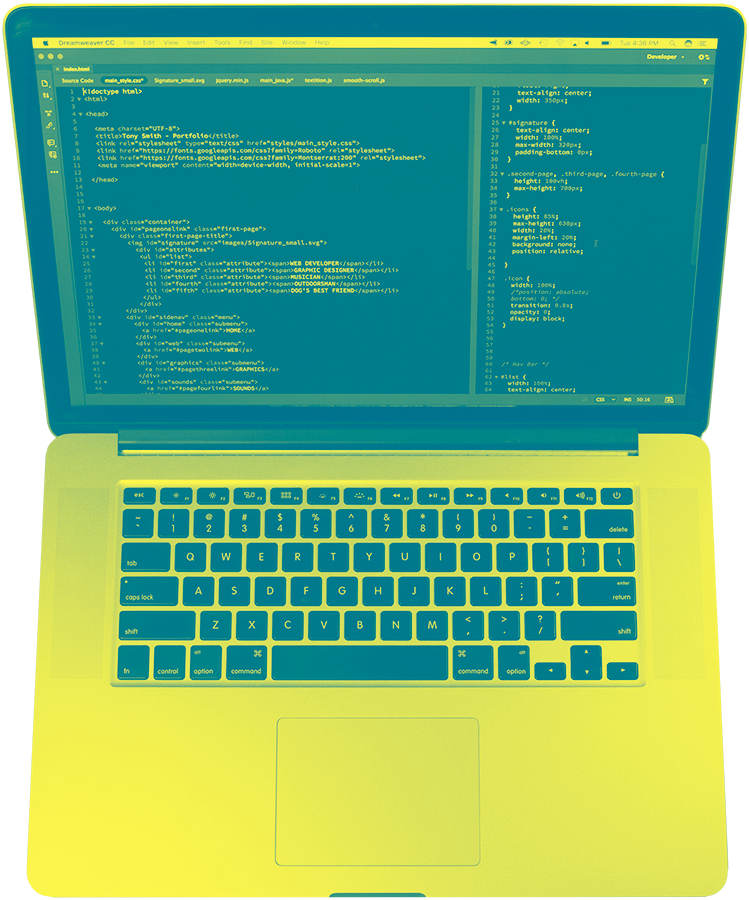 Dreamweaver CC File Edit View Insert Tools Find Site Window Help Tue 4:36 PM
Developer
index.html
Source Code main_style.css* Signature_small.svg jquery.min.js main_java.js* textition.js smooth-scroll.js
1 <!doctype html>
2 <html>
3
4 <head>
5
6 <meta charset="UTF-8">
7 <title>Tony Smith - Portfolio</title>
8 <link rel="stylesheet" type="text/css" href="styles/main_style.css">
9 <link href="https://fonts.googleapis.com/css?family=Roboto" rel="stylesheet">
10 <link href="https://fonts.googleapis.com/css?family=Montserrat:200" rel="stylesheet">
11 <meta name="viewport" content="width=device-width, initial-scale=1">
12
13 </head>
14
15
16
17 <body>
18
19 <div class="container">
20 <div id="pageonelink" class="first-page">
21 <div class="first-page-title">
22 <img id="signature" src="images/Signature_small.svg">
23 <div id="attributes">
24 <ul id="list">
25 <li id="first" class="attribute"><span>WEB DEVELOPER</span></li>
26 <li id="second" class="attribute"><span>GRAPHIC DESIGNER</span></li>
27 <li id="third" class="attribute"><span>MUSICIAN</span></li>
28 <li id="fourth" class="attribute"><span>OUTDOORSMAN</span></li>
29 <li id="fifth" class="attribute"><span>DOG'S BEST FRIEND</span></li>
30 </ul>
31 </div>
32 </div>
33 <div id="sidenav" class="menu">
34 <div id="home" class="submenu">
35 <a href="#pageonelink">HOME</a>
36 </div>
37 <div id="web" class="submenu">
38 <a href="#pagetwolink">WEB</a>
39 </div>
40 <div id="graphics" class="submenu">
41 <a href="#pagethreelink">GRAPHICS</a>
42 </div>
43 <div id="sounds" class="submenu">
44 <a href="#pagefourlink">SOUNDS</a>
21 text-align: center;
22 width: 350px;
23 }
24
25 #signature {
26 text-align: center;
27 width: 100%;
28 max-width: 320px;
29 padding-bottom: 0px;
30 }
31
32 .second-page, .third-page, .fourth-page {
33 height: 100vh;
34 max-height: 700px;
35 }
36
37 .icons {
38 height: 85%;
39 max-height: 630px;
40 width: 20%;
41 margin-left: 20%;
42 background: none;
43 position: relative;
44
45 }
46
47 .icon {
48 width: 100%;
49 /*position: absolute;
50 bottom: 0; */
51 transition: 0.8s;
52 opacity: 0;
53 display: block;
54 }
55
56
57
58
59
60 /* Nav Bar */
61
62 #list {
63 width: 100%;
64 text-align: center;
CSS INS 30:16
esc F1 F2 F3 F4 F5 F6 F7 F8 F9 F10 F11 F12
~ ! @ # $ % ^ & * ( ) _ +
` 1 2 3 4 5 6 7 8 9 0 - = delete
tab Q W E R T Y U I O P { [ } ] | \
caps lock A S D F G H J K L : ; " ' enter return
shift Z X C V B N M < , > . ? / shift
fn control alt option ⌘ command ⌘ command alt option